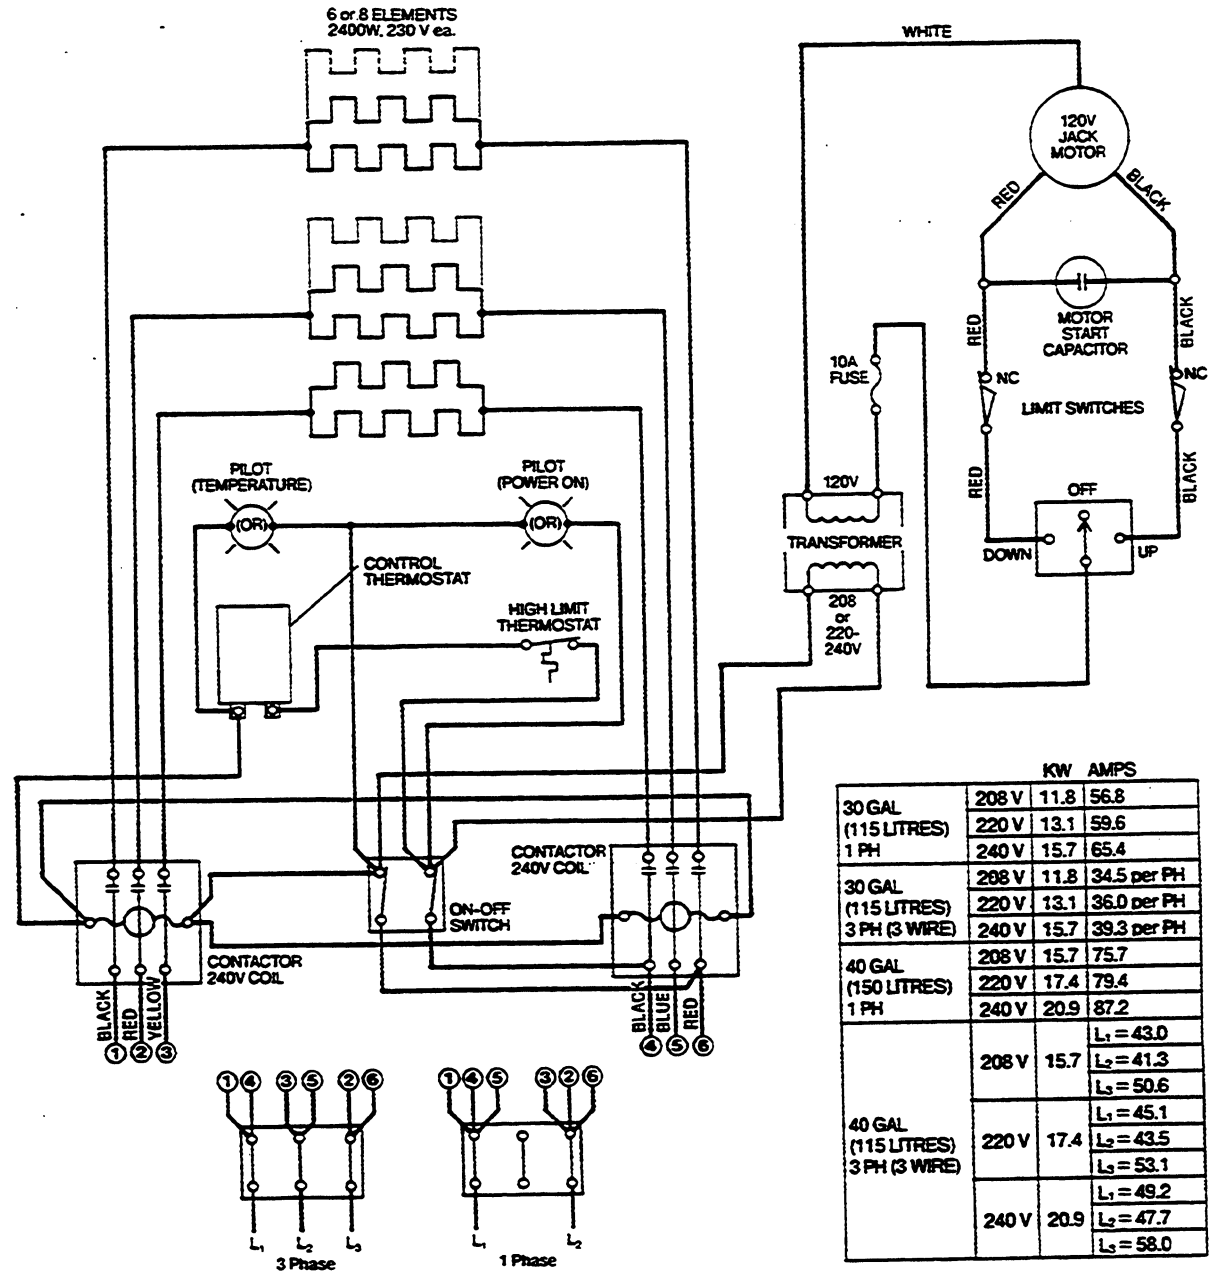 6 or 8 ELEMENTS
2400W. 230 V ea.
WHITE
120V
JACK
MOTOR
RED
BLACK
MOTOR
START
CAPACITOR
RED
BLACK
10A
FUSE
NC
NC
LIMIT SWITCHES
PILOT
(TEMPERATURE)
(OR)
PILOT
(POWER ON)
(OR)
120V
TRANSFORMER
208
or
220-
240V
RED
BLACK
OFF
DOWN
UP
CONTROL
THERMOSTAT
HIGH LIMIT
THERMOSTAT
CONTACTOR
240V COIL
ON-OFF
SWITCH
CONTACTOR
240V COIL
BLACK
RED
YELLOW
BLACK
BLUE
RED
1 2 3
4 5 6
1 4 3 5 2 6
L1 L2 L3
3 Phase
1 4 5 3 2 6
L1 L2
1 Phase
KW AMPS
30 GAL
(115 LITRES)
1 PH
208 V 11.8 56.8
220 V 13.1 59.6
240 V 15.7 65.4
30 GAL
(115 LITRES)
3 PH (3 WIRE)
208 V 11.8 34.5 per PH
220 V 13.1 36.0 per PH
240 V 15.7 39.3 per PH
40 GAL
(150 LITRES)
1 PH
208 V 15.7 75.7
220 V 17.4 79.4
240 V 20.9 87.2
40 GAL
(115 LITRES)
3 PH (3 WIRE)
208 V 15.7
L1 = 43.0
L2 = 41.3
L3 = 50.6
220 V 17.4
L1 = 45.1
L2 = 43.5
L3 = 53.1
240 V 20.9
L1 = 49.2
L2 = 47.7
L3 = 58.0